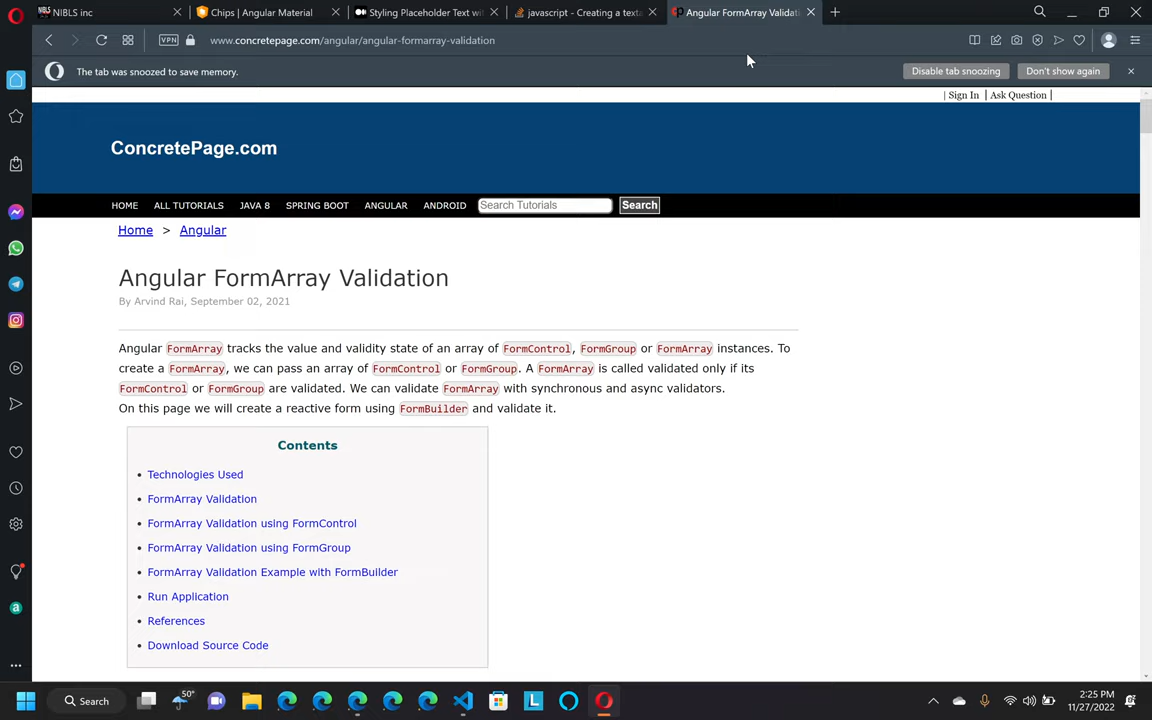 NIBLS inc
Chips | Angular Material
Styling Placeholder Text wit
javascript - Creating a texta
Angular FormArray Validati
VPN
www.concretepage.com/angular/angular-formarray-validation
The tab was snoozed to save memory.
Disable tab snoozing
Don't show again
| Sign In | Ask Question |
ConcretePage.com
HOME ALL TUTORIALS JAVA 8 SPRING BOOT ANGULAR ANDROID Search Tutorials Search
Home > Angular
Angular FormArray Validation
By Arvind Rai, September 02, 2021
Angular FormArray tracks the value and validity state of an array of FormControl, FormGroup or FormArray instances. To
create a FormArray, we can pass an array of FormControl or FormGroup. A FormArray is called validated only if its
FormControl or FormGroup are validated. We can validate FormArray with synchronous and async validators.
On this page we will create a reactive form using FormBuilder and validate it.
Contents
Technologies Used
FormArray Validation
FormArray Validation using FormControl
FormArray Validation using FormGroup
FormArray Validation Example with FormBuilder
Run Application
References
Download Source Code
Search
50°
2:25 PM
11/27/2022